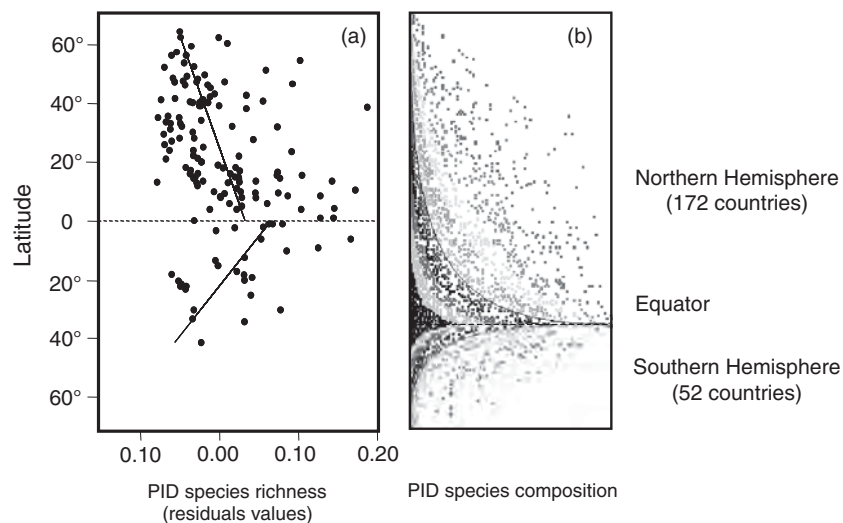 (a)
(b)
60°
40°
20°
0
20°
40°
60°
Latitude
0.10
0.00
0.10
0.20
PID species richness
(residuals values)
PID species composition
Northern Hemisphere
(172 countries)
Equator
Southern Hemisphere
(52 countries)